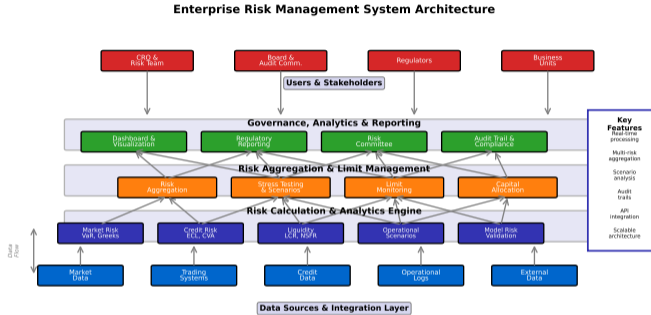 Enterprise Risk Management System Architecture
CRO &
Risk Team
Board &
Audit Comm.
Regulators
Business
Units
Users & Stakeholders
Governance, Analytics & Reporting
Dashboard &
Visualization
Regulatory
Reporting
Risk
Committee
Audit Trail &
Compliance
Key
Features
Real-time
processing
Multi-risk
aggregation
Scenario
analysis
Audit
trails
API
integration
Scalable
architecture
Risk Aggregation & Limit Management
Risk
Aggregation
Stress Testing
& Scenarios
Limit
Monitoring
Capital
Allocation
Risk Calculation & Analytics Engine
Market Risk
VaR, Greeks
Credit Risk
ECL, CVA
Liquidity
LCR, NSFR
Operational
Scenarios
Model Risk
Validation
Data
Flow
Market
Data
Trading
Systems
Credit
Data
Operational
Logs
External
Data
Data Sources & Integration Layer